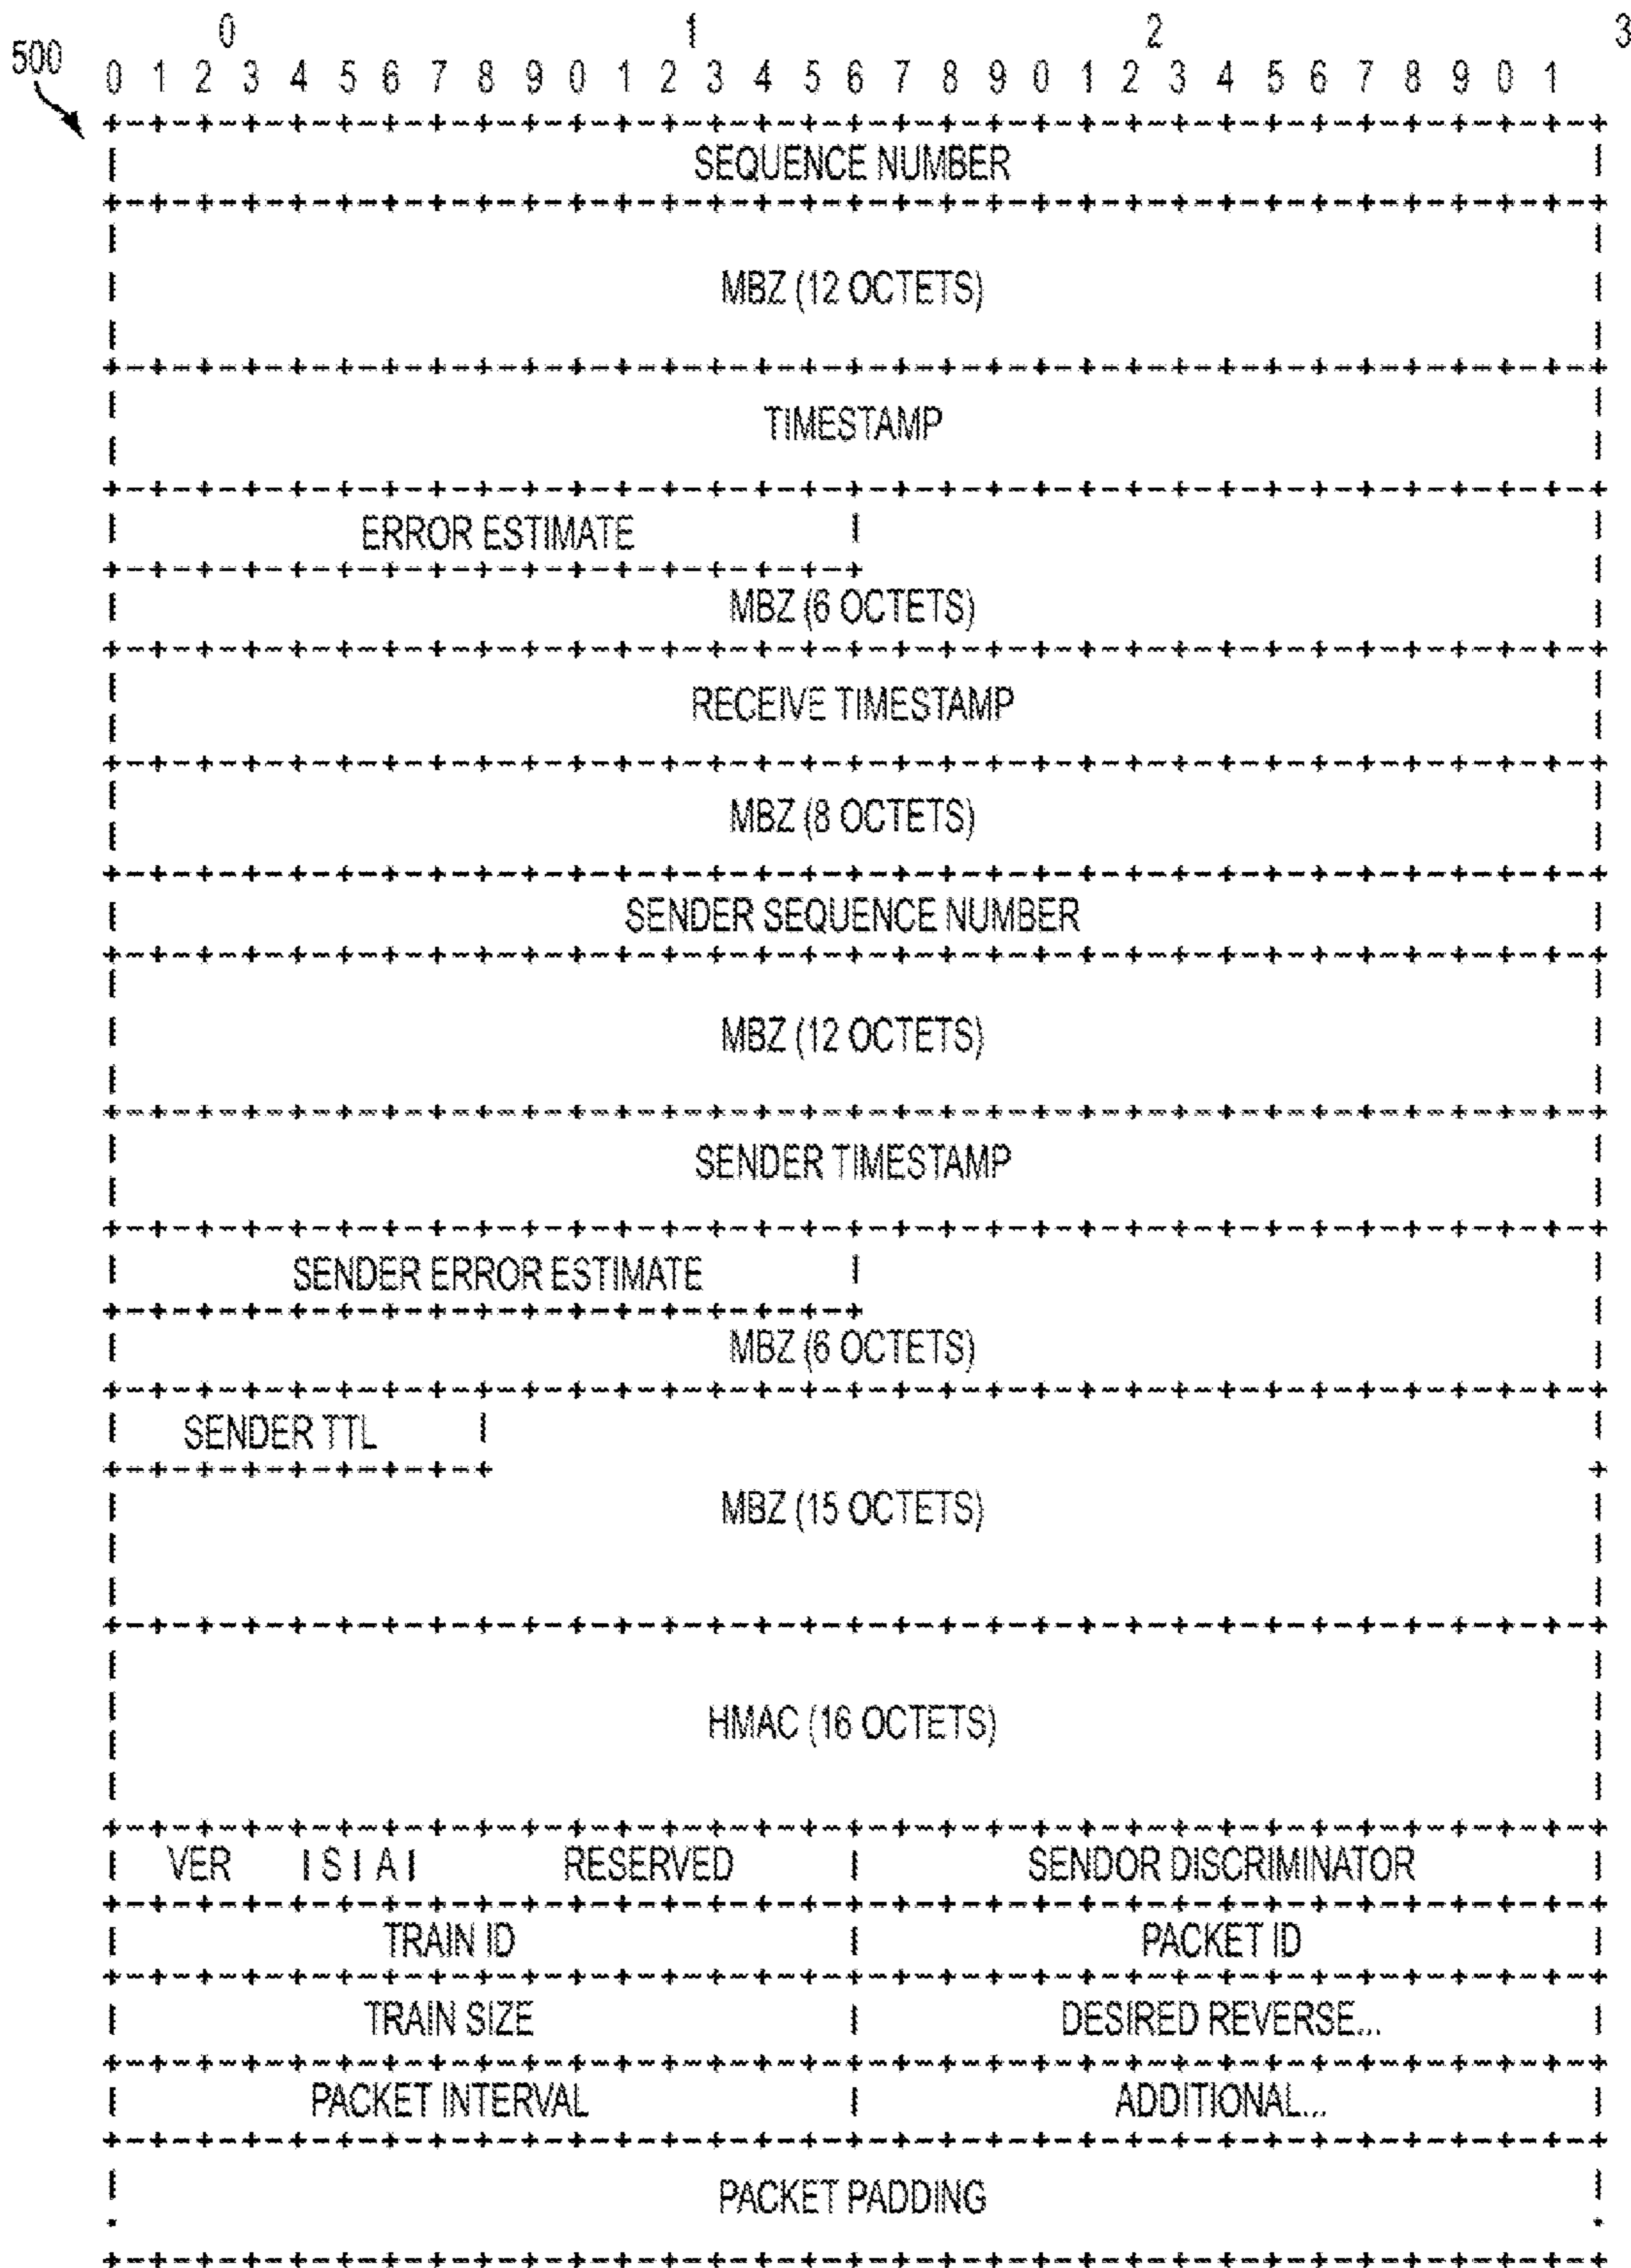 0 1 2 3
500
0 1 2 3 4 5 6 7 8 9 0 1 2 3 4 5 6 7 8 9 0 1 2 3 4 5 6 7 8 9 0 1
SEQUENCE NUMBER
MBZ (12 OCTETS)
TIMESTAMP
ERROR ESTIMATE
MBZ (6 OCTETS)
RECEIVE TIMESTAMP
MBZ (8 OCTETS)
SENDER SEQUENCE NUMBER
MBZ (12 OCTETS)
SENDER TIMESTAMP
SENDER ERROR ESTIMATE
MBZ (6 OCTETS)
SENDER TTL
MBZ (15 OCTETS)
HMAC (16 OCTETS)
VER | S | A | RESERVED | SENDOR DISCRIMINATOR
TRAIN ID | PACKET ID
TRAIN SIZE | DESIRED REVERSE...
PACKET INTERVAL | ADDITIONAL...
PACKET PADDING